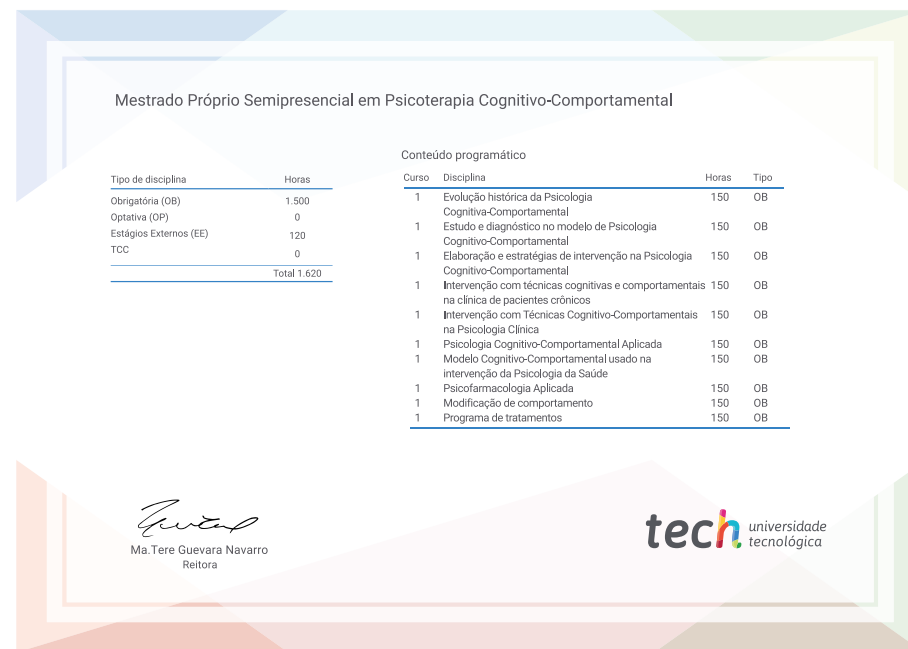 Mestrado Próprio Semipresencial em Psicoterapia Cognitivo-Comportamental
Tipo de disciplina Horas
Obrigatória (OB) 1.500
Optativa (OP) 0
Estágios Externos (EE) 120
TCC 0
Total 1.620
Conteúdo programático
Curso Disciplina Horas Tipo
1 Evolução histórica da Psicologia 150 OB
Cognitiva-Comportamental
1 Estudo e diagnóstico no modelo de Psicologia 150 OB
Cognitivo-Comportamental
1 Elaboração e estratégias de intervenção na Psicologia 150 OB
Cognitivo-Comportamental
1 Intervenção com técnicas cognitivas e comportamentais 150 OB
na clínica de pacientes crônicos
1 Intervenção com Técnicas Cognitivo-Comportamentais 150 OB
na Psicologia Clínica
1 Psicologia Cognitivo-Comportamental Aplicada 150 OB
1 Modelo Cognitivo-Comportamental usado na 150 OB
intervenção da Psicologia da Saúde
1 Psicofarmacologia Aplicada 150 OB
1 Modificação de comportamento 150 OB
1 Programa de tratamentos 150 OB
Ma.Tere Guevara Navarro
Reitora
tech universidade
tecnológica